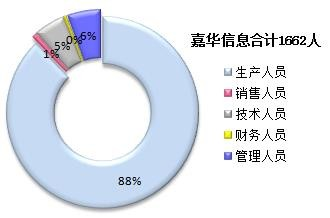 嘉华信息合计1662人
1%
5%
0%
6%
88%
生产人员
销售人员
技术人员
财务人员
管理人员